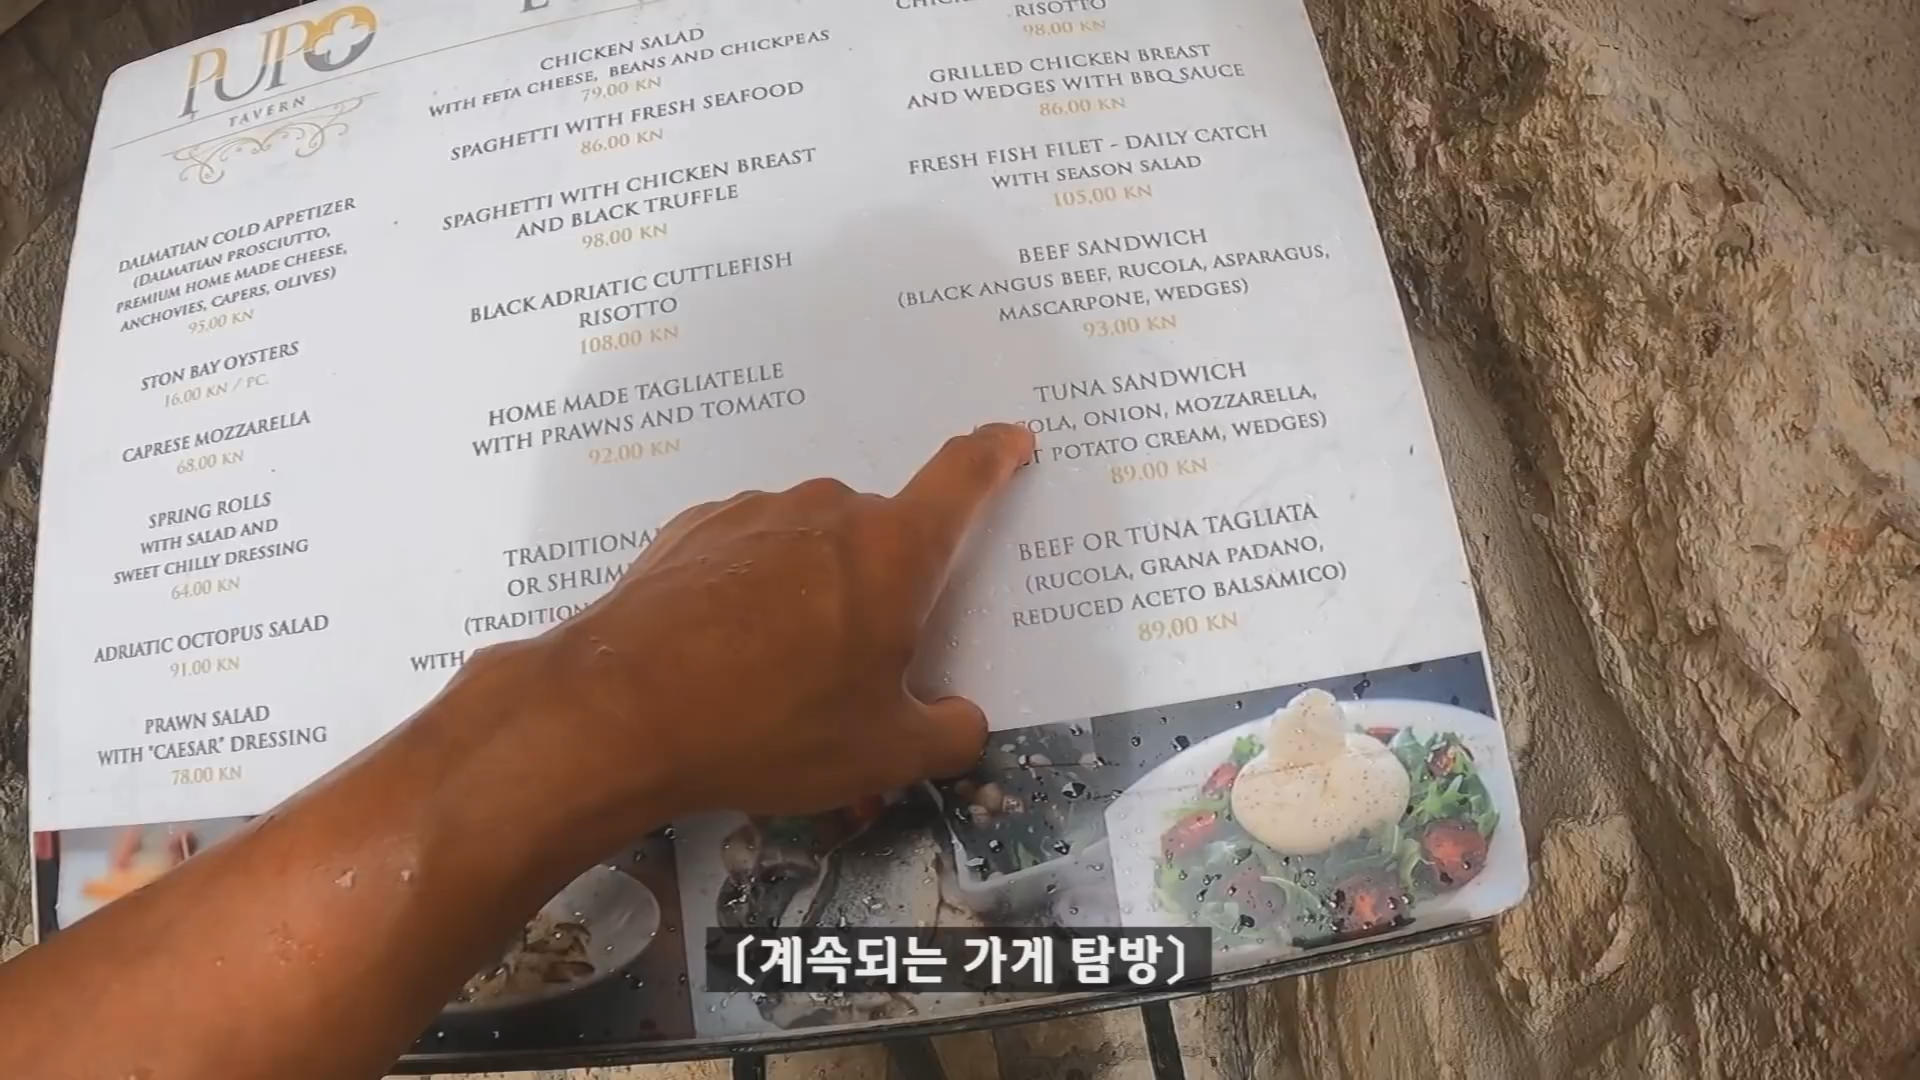 PUPO
TAVERN
DALMATIAN COLD APPETIZER
(DALMATIAN PROSCIUTTO,
PREMIUM HOME MADE CHEESE,
ANCHOVIES, CAPERS, OLIVES)
95,00 KN
STON BAY OYSTERS
16.00 KN / PC.
CAPRESE MOZZARELLA
68.00 KN
SPRING ROLLS
WITH SALAD AND
SWEET CHILLY DRESSING
64.00 KN
ADRIATIC OCTOPUS SALAD
91.00 KN
PRAWN SALAD
WITH "CAESAR" DRESSING
78.00 KN
CHICKEN SALAD
WITH FETA CHEESE, BEANS AND CHICKPEAS
79,00 KN
SPAGHETTI WITH FRESH SEAFOOD
86.00 KN
SPAGHETTI WITH CHICKEN BREAST
AND BLACK TRUFFLE
98.00 KN
BLACK ADRIATIC CUTTLEFISH
RISOTTO
108,00 KN
HOME MADE TAGLIATELLE
WITH PRAWNS AND TOMATO
92.00 KN
OR
WITH
RISOTTO
98.00 KN
GRILLED CHICKEN BREAST
AND WEDGES WITH BBQ SAUCE
86.00 KN
FRESH FISH FILET - DAILY CATCH
WITH SEASON SALAD
105,00 KN
BEEF SANDWICH
(BLACK ANGUS BEEF, RUCOLA, ASPARAGUS,
MASCARPONE, WEDGES)
93.00 KN
TUNA SANDWICH
ONION, MOZZARELLA,
POTATO CREAM, WEDGES)
89.00 KN
BEEF OR TUNA TAGLIATA
(RUCOLA, GRANA PADANO,
REDUCED ACETO BALSAMICO)
89,00 KN
(계속되는 가게 탐방)